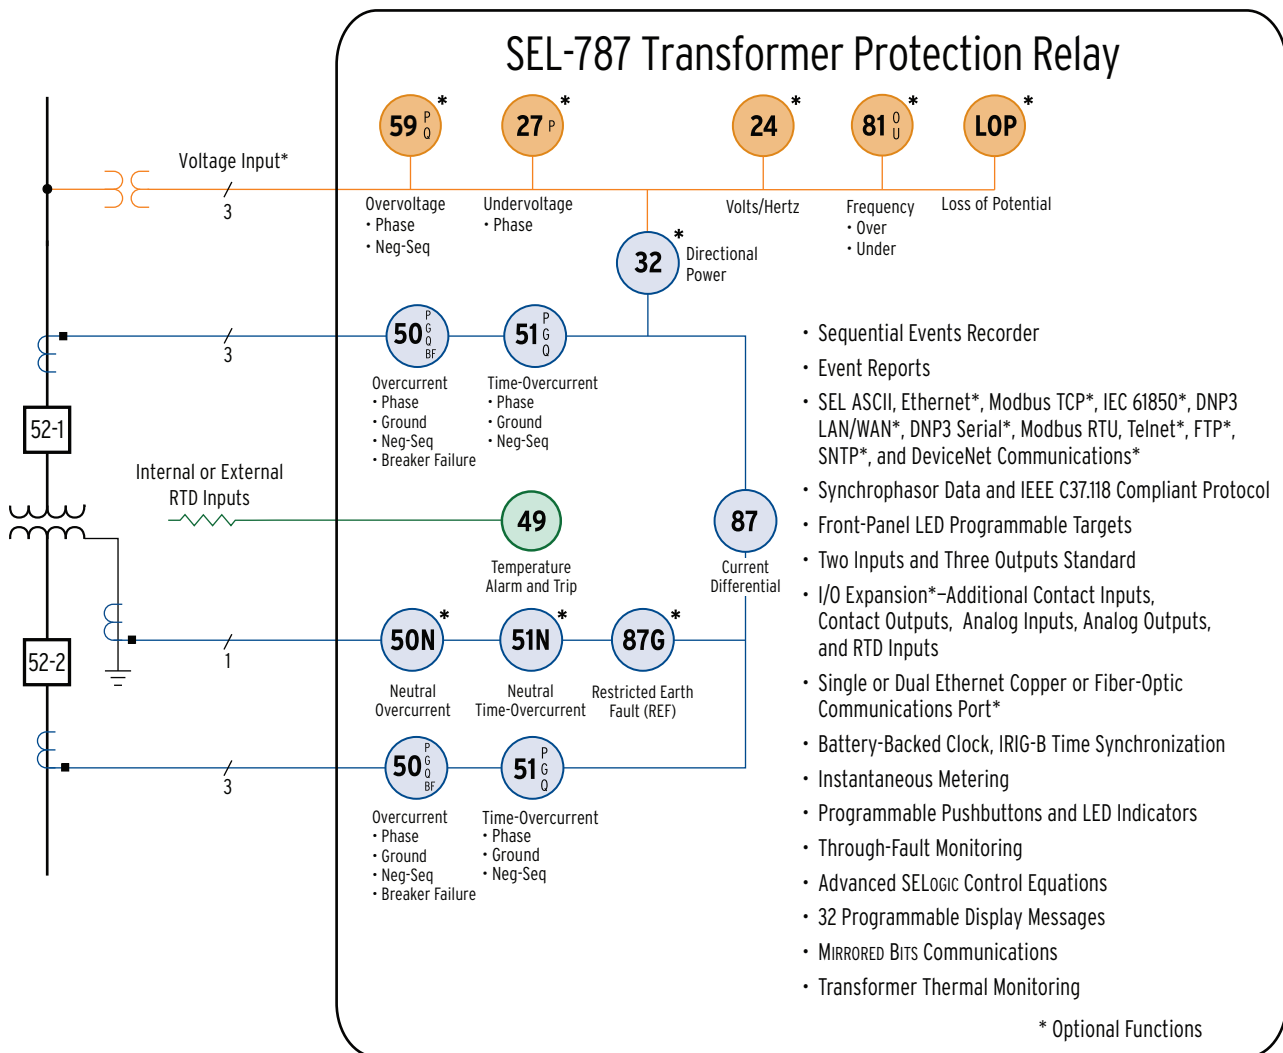 SEL-787 Transformer Protection Relay
Voltage Input*
3
59 P Q *
27 P *
24 *
81 O U *
LOP *
Overvoltage
• Phase
• Neg-Seq
Undervoltage
• Phase
Volts/Hertz
Frequency
• Over
• Under
Loss of Potential
32 *
Directional
Power
3
50 P G Q BF
51 P G Q
Overcurrent
• Phase
• Ground
• Neg-Seq
• Breaker Failure
Time-Overcurrent
• Phase
• Ground
• Neg-Seq
52-1
Internal or External
RTD Inputs
49
Temperature
Alarm and Trip
87
Current
Differential
52-2
1
50N *
51N *
87G *
Neutral
Overcurrent
Neutral
Time-Overcurrent
Restricted Earth
Fault (REF)
3
50 P G Q BF
51 P G Q
Overcurrent
• Phase
• Ground
• Neg-Seq
• Breaker Failure
Time-Overcurrent
• Phase
• Ground
• Neg-Seq
• Sequential Events Recorder
• Event Reports
• SEL ASCII, Ethernet*, Modbus TCP*, IEC 61850*, DNP3
LAN/WAN*, DNP3 Serial*, Modbus RTU, Telnet*, FTP*,
SNTP*, and DeviceNet Communications*
• Synchrophasor Data and IEEE C37.118 Compliant Protocol
• Front-Panel LED Programmable Targets
• Two Inputs and Three Outputs Standard
• I/O Expansion*–Additional Contact Inputs,
Contact Outputs, Analog Inputs, Analog Outputs,
and RTD Inputs
• Single or Dual Ethernet Copper or Fiber-Optic
Communications Port*
• Battery-Backed Clock, IRIG-B Time Synchronization
• Instantaneous Metering
• Programmable Pushbuttons and LED Indicators
• Through-Fault Monitoring
• Advanced SELOGIC Control Equations
• 32 Programmable Display Messages
• MIRRORED BITS Communications
• Transformer Thermal Monitoring
* Optional Functions